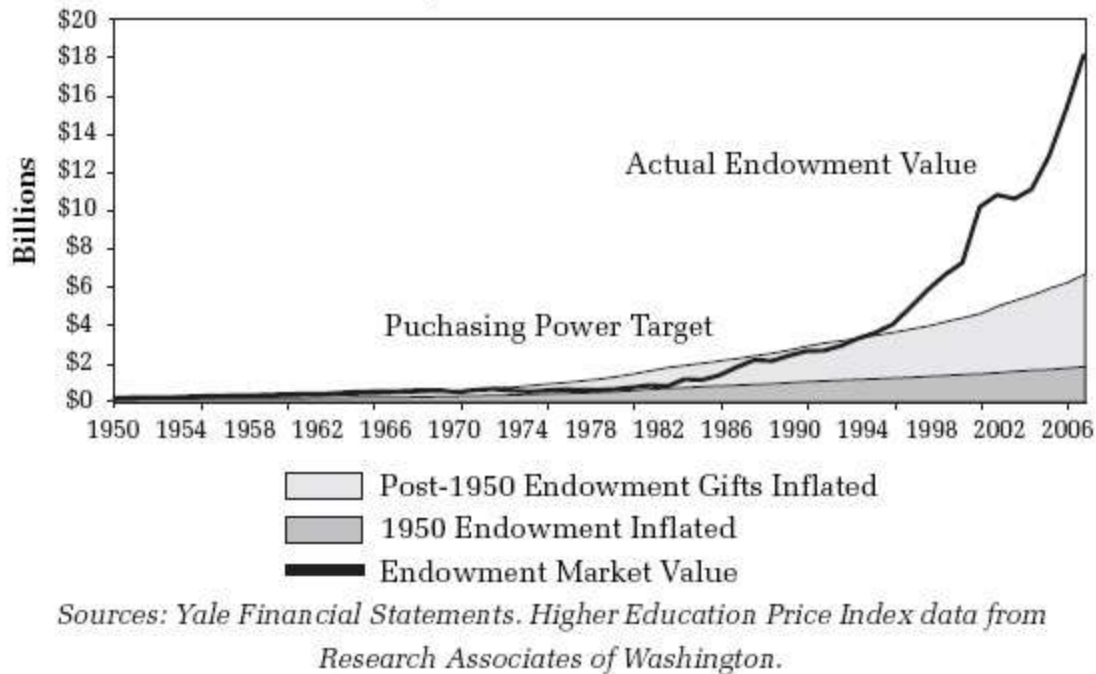 $20
$18
$16
$14
$12
$10
$8
$6
$4
$2
$0
Billions
Actual Endowment Value
Puchasing Power Target
1950 1954 1958 1962 1966 1970 1974 1978 1982 1986 1990 1994 1998 2002 2006
Post-1950 Endowment Gifts Inflated
1950 Endowment Inflated
Endowment Market Value
Sources: Yale Financial Statements. Higher Education Price Index data from
Research Associates of Washington.